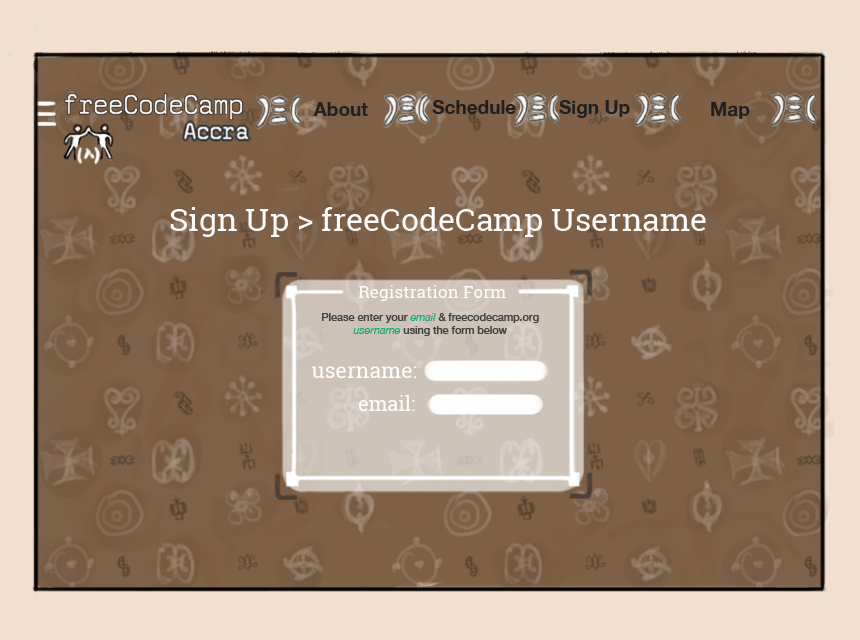 freeCodeCamp
Accra
About Schedule Sign Up Map
Sign Up > freeCodeCamp Username
Registration Form
Please enter your email & freecodecamp.org
username using the form below
username:
email: